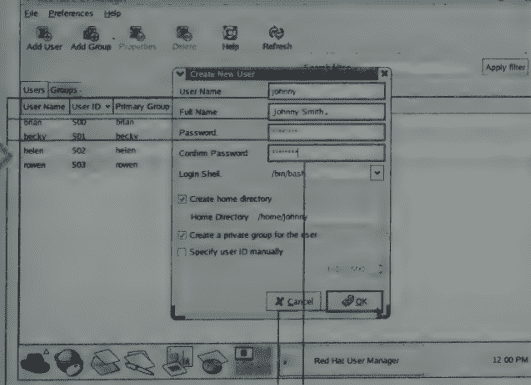 File Preferences Help
Add User Add Group Properties Delete Help Refresh
Apply filter
Users Groups
User Name User ID Primary Group
brian 500 brian
becky 501 becky
helen 502 helen
rowen 503 rowen
Create New User
User Name johnny
Full Name Johnny Smith
Password ********
Confirm Password ********
Login Shell /bin/bash
Create home directory
Home Directory /home/johnny
Create a private group for the user
Specify user ID manually
Cancel OK
Red Hat User Manager 12:00 PM